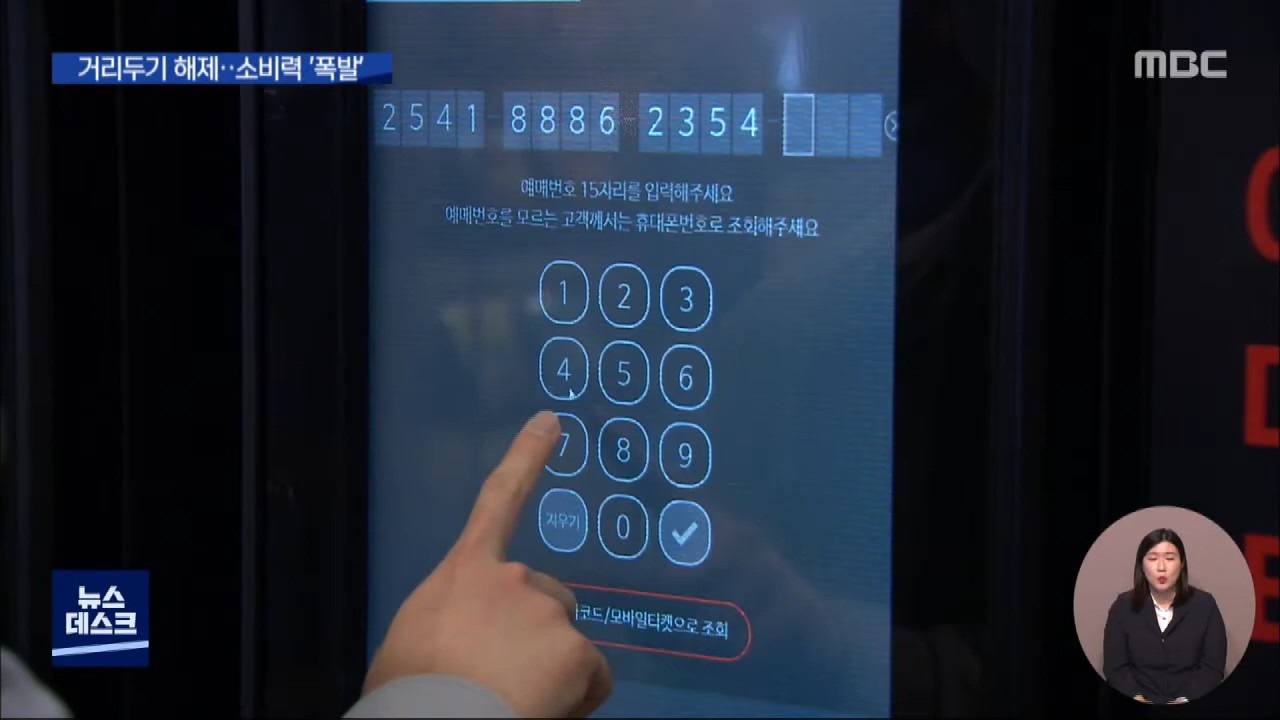 거리두기 해제··소비력 '폭발'
MBC
2541-8886-2354-
예매번호 15자리를 입력해주세요
예매번호를 모르는 고객께서는 휴대폰번호로 조회해주세요
1 2 3
4 5 6
7 8 9
지우기 0
코드/모바일티켓으로 조회
뉴스
데스크